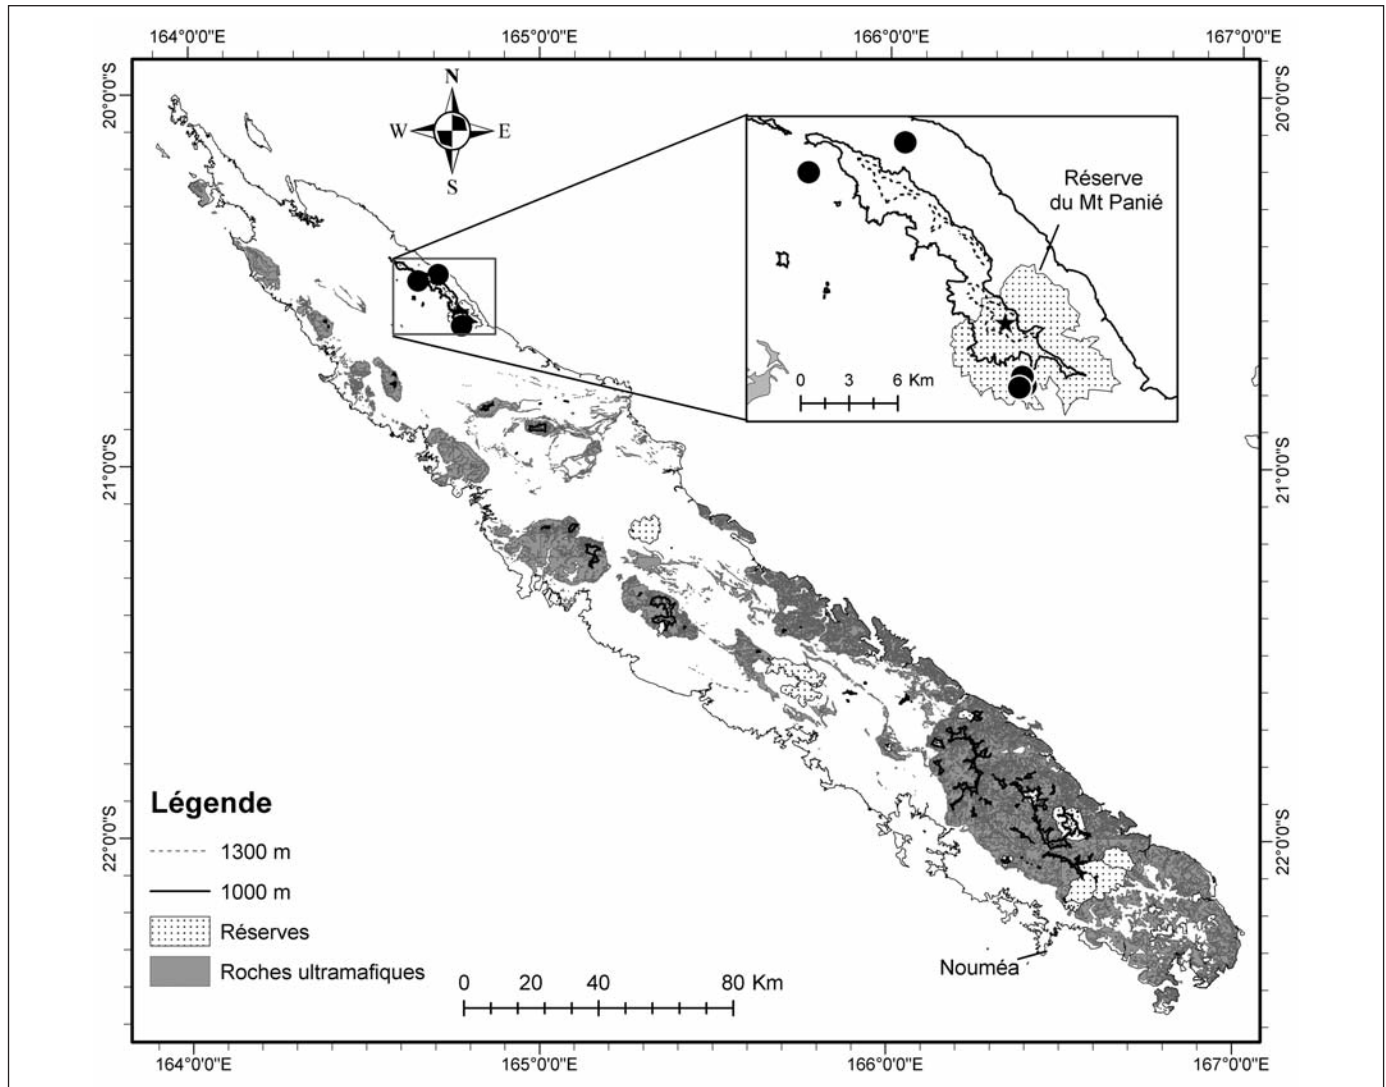 164°0'0"E
165°0'0"E
166°0'0"E
167°0'0"E
20°0'0"S
20°0'0"S
N
W
E
S
Réserve
du Mt Panié
0
3
6 Km
21°0'0"S
21°0'0"S
22°0'0"S
22°0'0"S
Légende
1300 m
1000 m
Réserves
Roches ultramafiques
0
20
40
80 Km
Nouméa
164°0'0"E
165°0'0"E
166°0'0"E
167°0'0"E